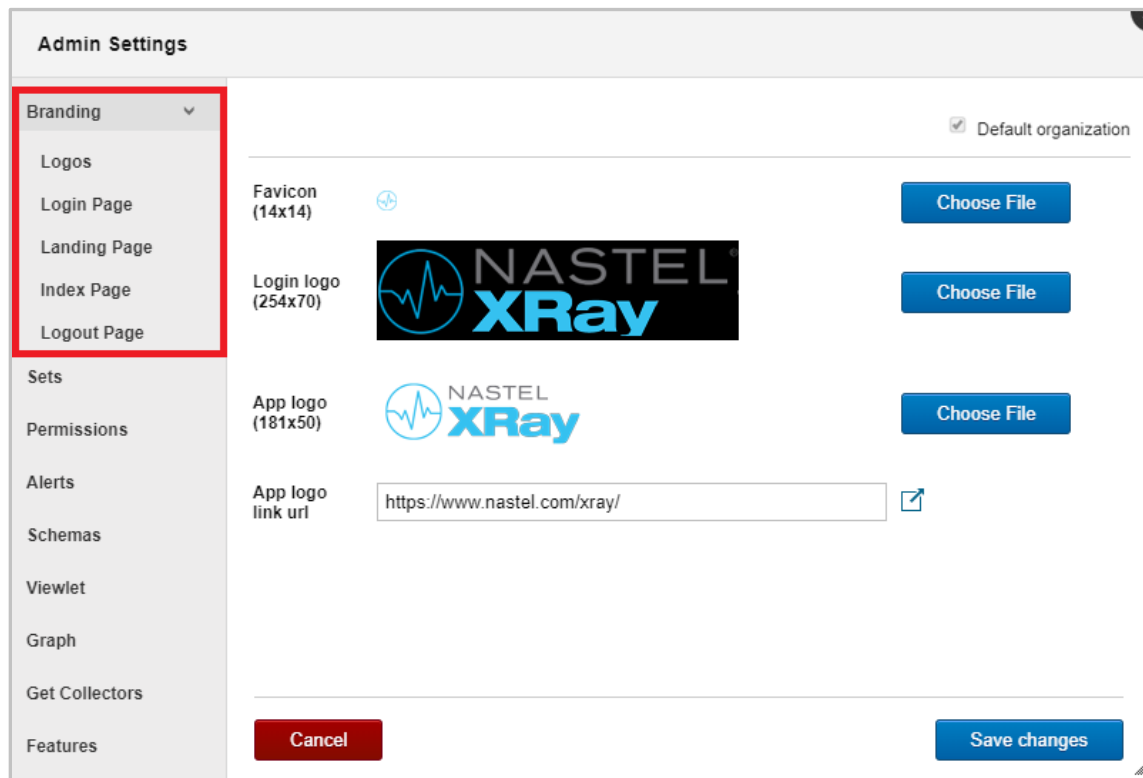 Admin Settings
Branding
Logos
Login Page
Landing Page
Index Page
Logout Page
Sets
Permissions
Alerts
Schemas
Viewlet
Graph
Get Collectors
Features
Default organization
Favicon
(14x14)
Choose File
Login logo
(254x70)
NASTEL®
XRay
Choose File
App logo
(181x50)
NASTEL
XRay
Choose File
App logo
link url
https://www.nastel.com/xray/
Cancel
Save changes